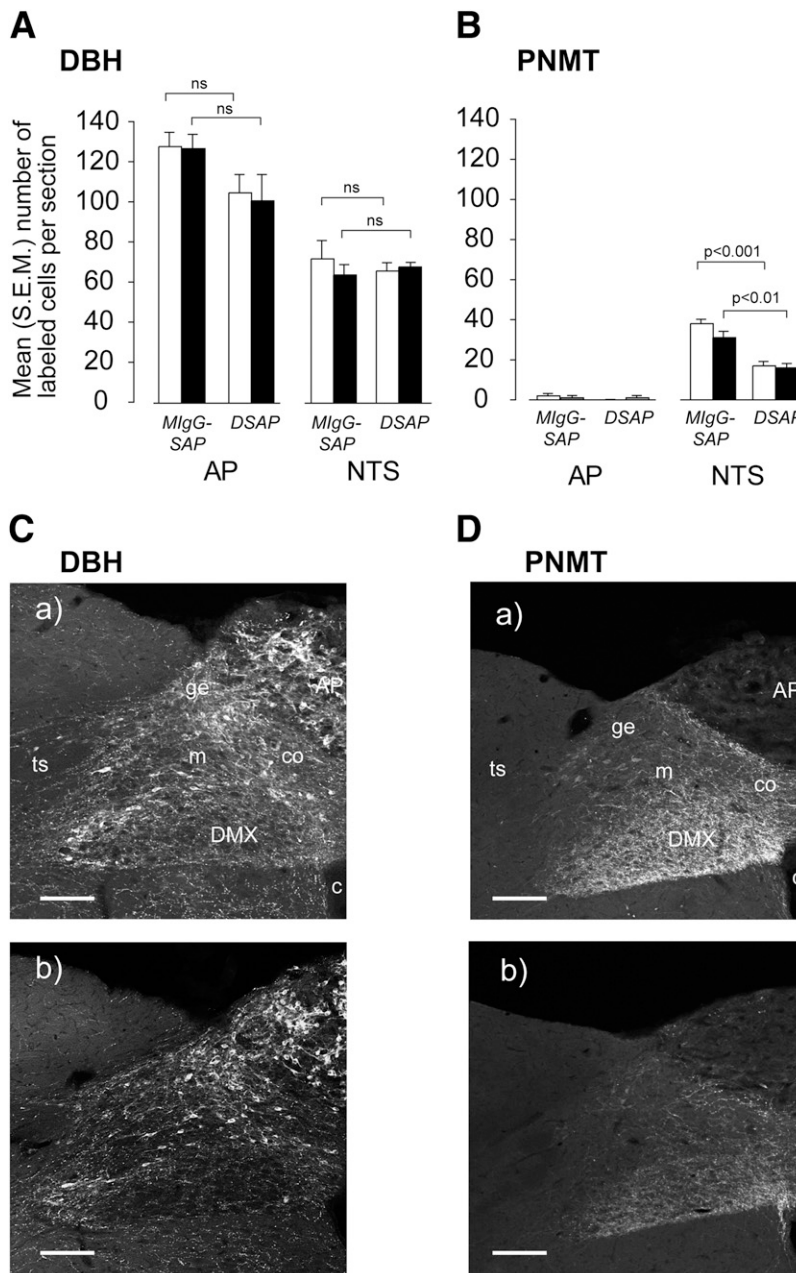 A
DBH
B
PNMT
Mean (S.E.M.) number of
labeled cells per section
140
120
100
80
60
40
20
0
ns
ns
ns
ns
MIgG-
SAP
DSAP
MIgG-
SAP
DSAP
AP
NTS
140
120
100
80
60
40
20
0
p<0.001
p<0.01
MIgG-
SAP
DSAP
MIgG-
SAP
DSAP
AP
NTS
C
DBH
a)
ge
AP
ts
m
co
DMX
c
b)
D
PNMT
a)
AP
ge
ts
m
co
DMX
c
b)